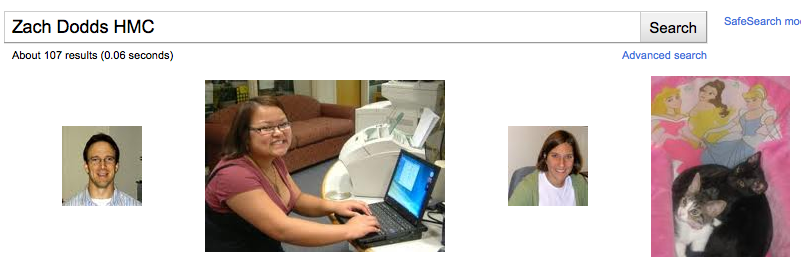 Zach Dodds HMC
Search
SafeSearch mo
About 107 results (0.06 seconds)
Advanced search